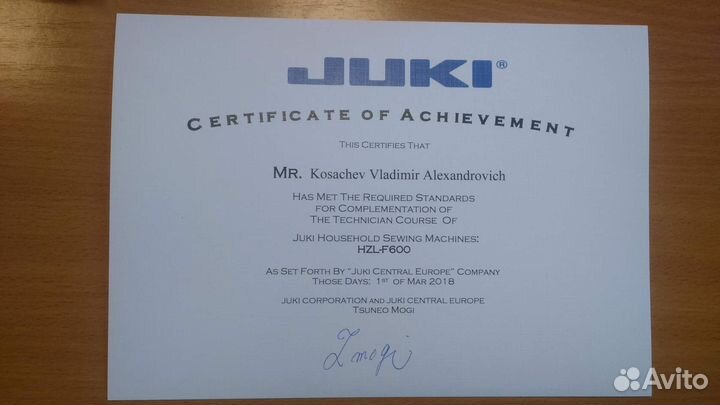 JUKI®
CERTIFICATE OF ACHIEVEMENT
THIS CERTIFIES THAT
MR. Kosachev Vladimir Alexandrovich
HAS MET THE REQUIRED STANDARDS
FOR COMPLEMENTATION OF
THE TECHNICIAN COURSE OF
JUKI HOUSEHOLD SEWING MACHINES:
HZL-F600
AS SET FORTH BY "JUKI CENTRAL EUROPE" COMPANY
THOSE DAYS: 1ST OF MAR 2018
JUKI CORPORATION AND JUKI CENTRAL EUROPE
TSUNEO MOGI
T mogi
Avito